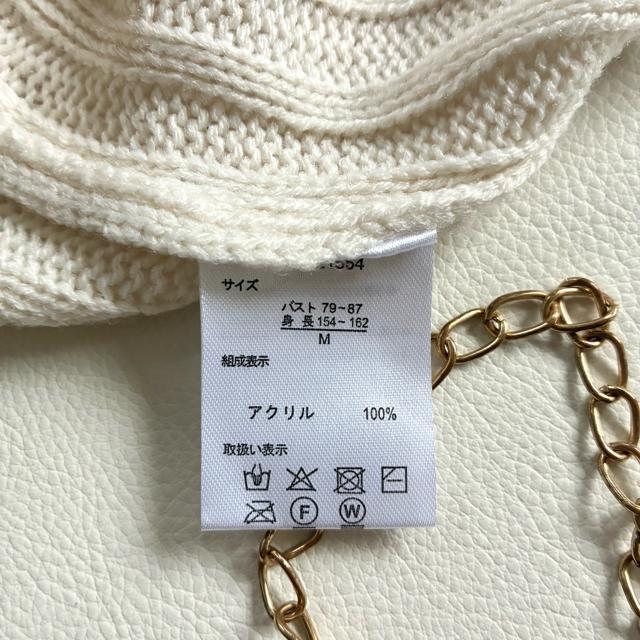 サイズ
バスト 79~87
身 長 154~162
M
組成表示
アクリル 100%
取扱い表示
F W